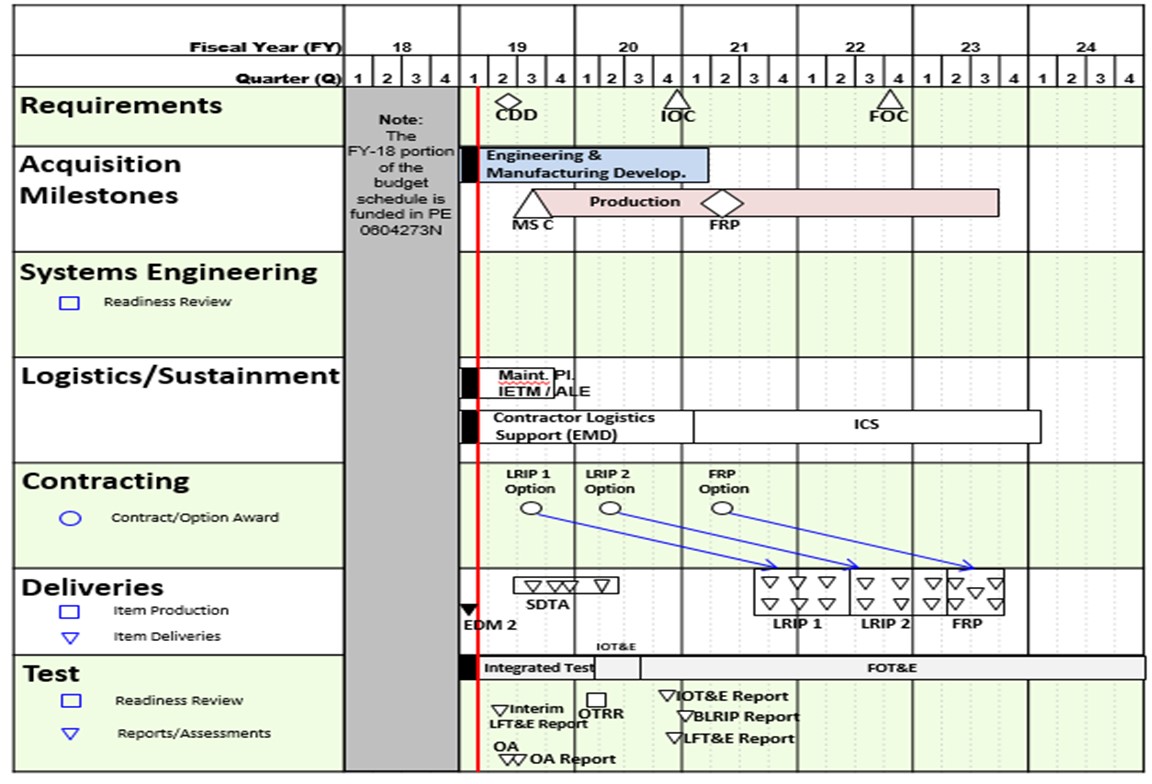 Fiscal Year (FY) 18 19 20 21 22 23 24
Quarter (Q) 1 2 3 4 1 2 3 4 1 2 3 4 1 2 3 4 1 2 3 4 1 2 3 4 1 2 3 4
Requirements
CDD
IOC
FOC
Note:
The
FY-18 portion
of the
budget
schedule is
funded in PE
0604273N
Acquisition
Milestones
Engineering &
Manufacturing Develop.
Production
MS C
FRP
Systems Engineering
Readiness Review
Logistics/Sustainment
Maint. Pl.
IETM / ALE
Contractor Logistics
Support (EMD)
ICS
Contracting
Contract/Option Award
LRIP 1
Option
LRIP 2
Option
FRP
Option
Deliveries
Item Production
Item Deliveries
EDM 2
SDTA
LRIP 1
LRIP 2
FRP
IOT&E
Test
Readiness Review
Reports/Assessments
Integrated Test
FOT&E
Interim
LFT&E Report
OTRR
IOT&E Report
BLRIP Report
LFT&E Report
OA
OA Report